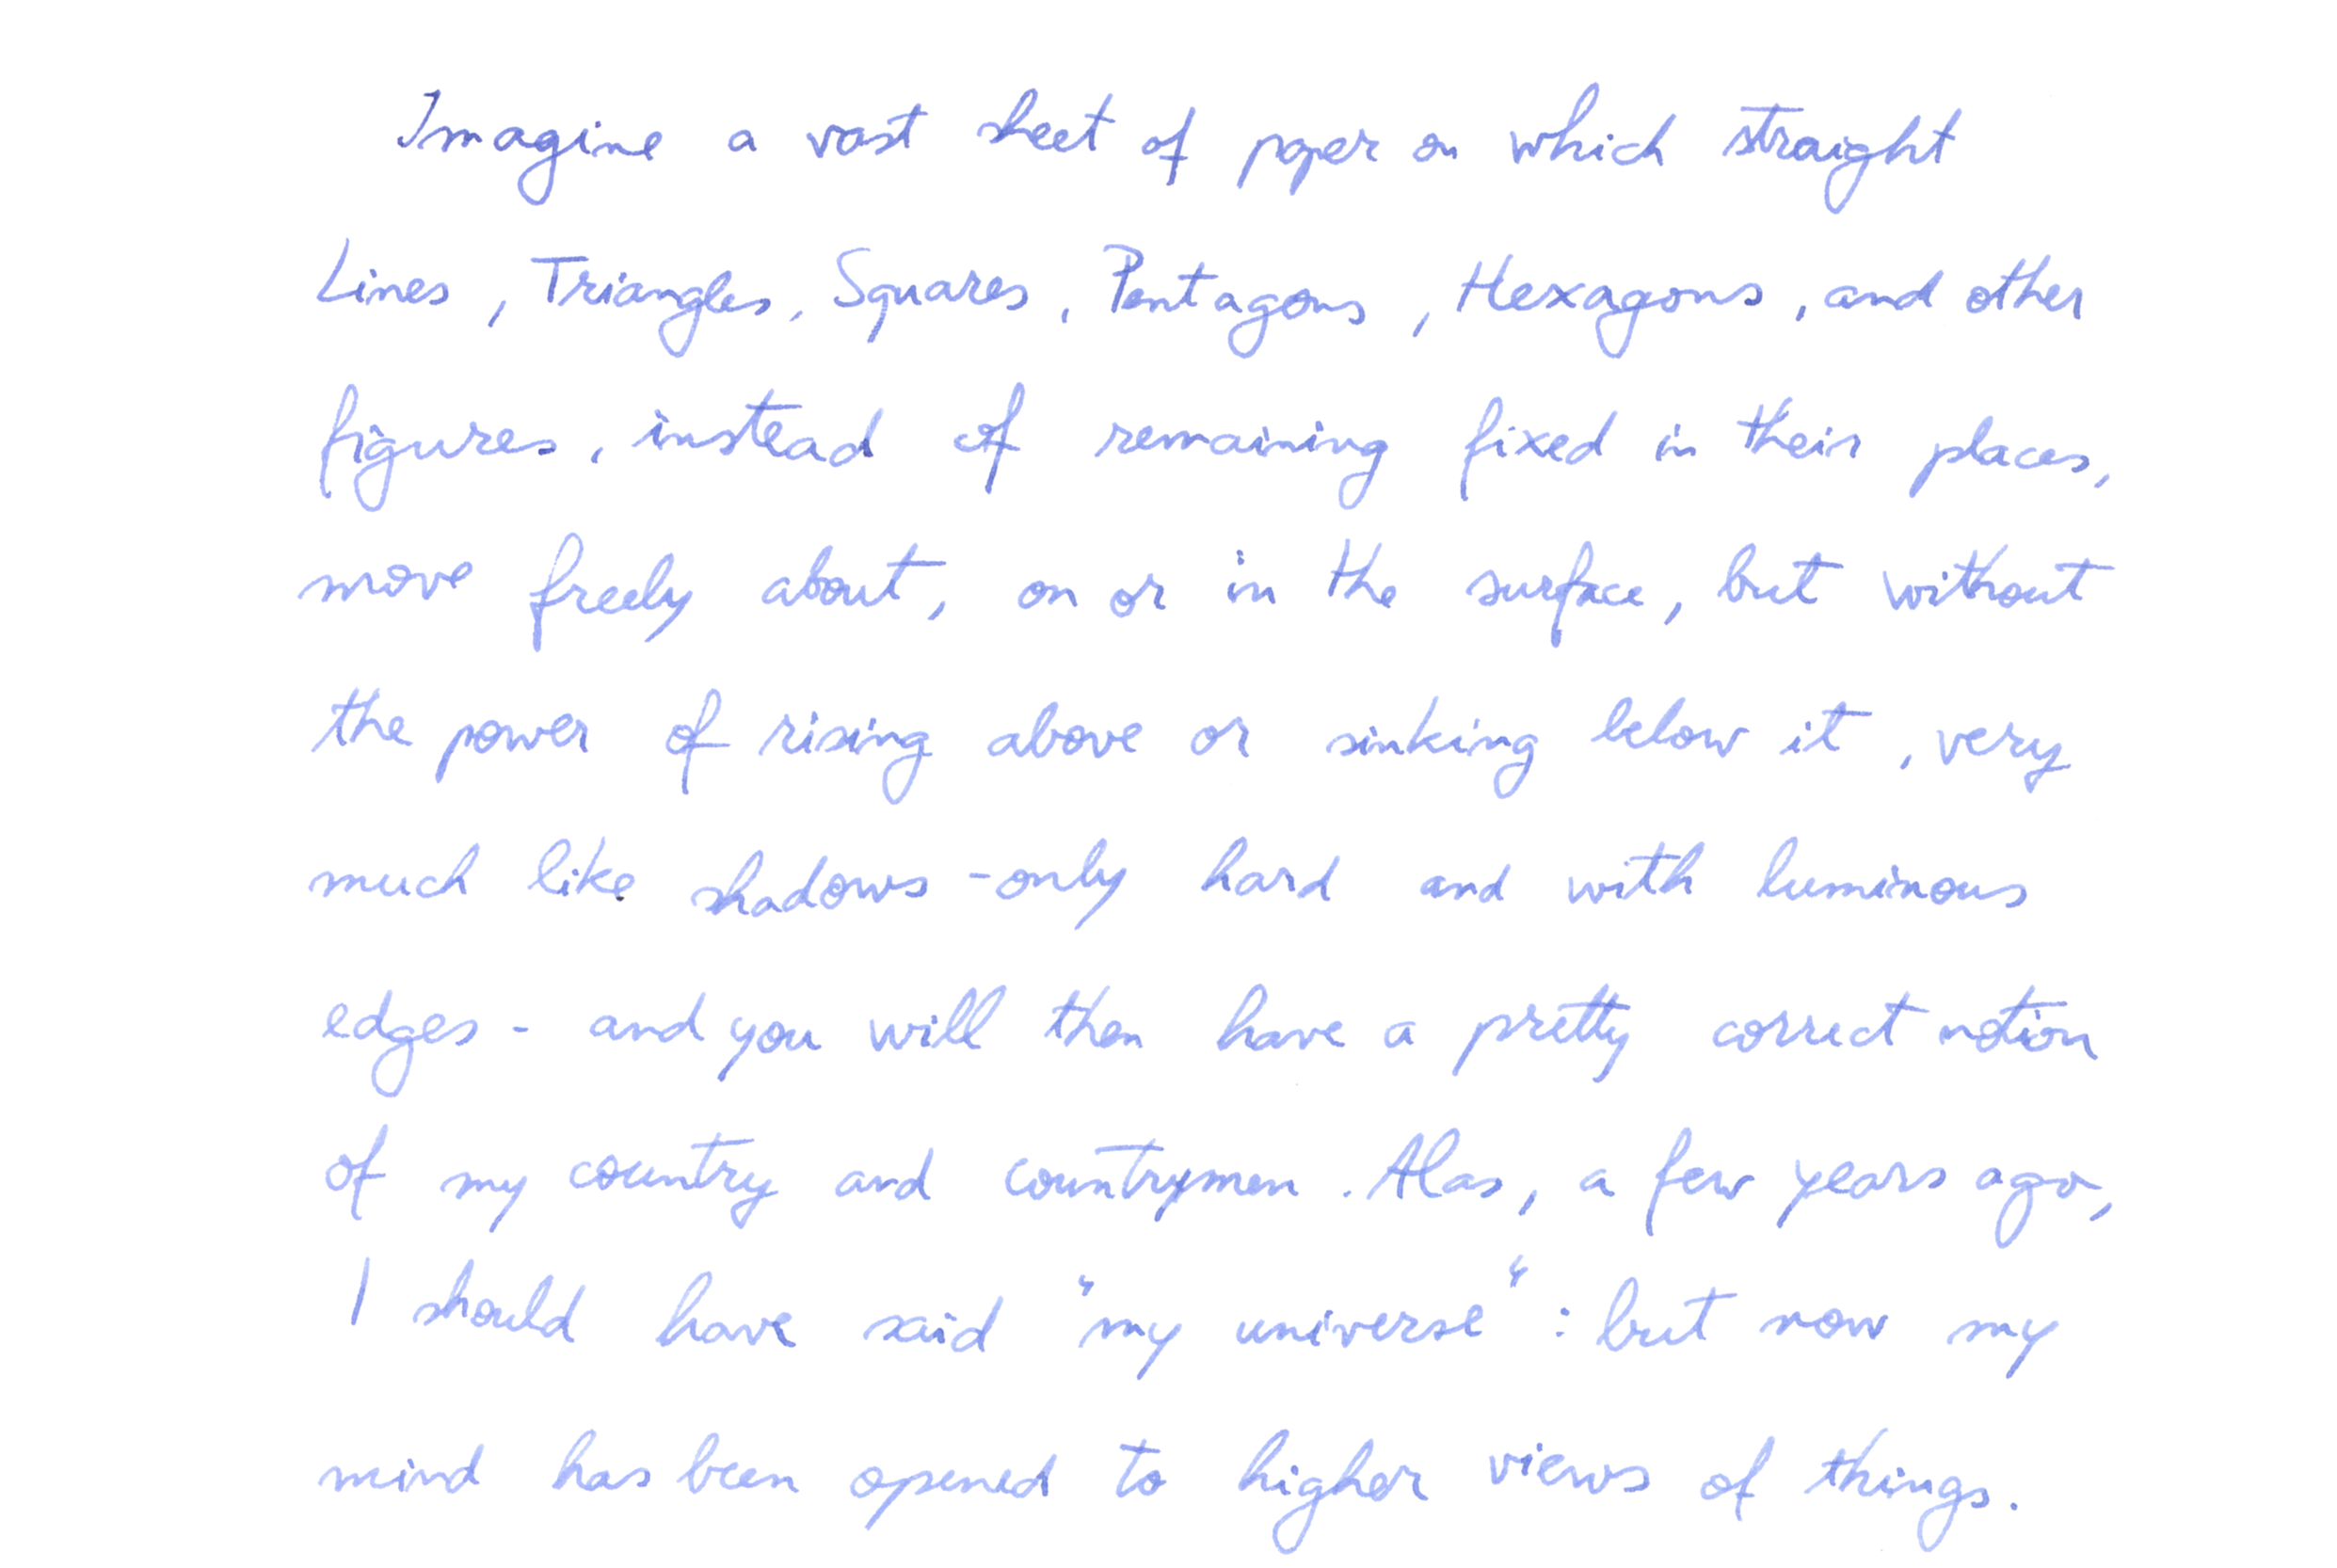 Imagine a vast sheet of paper on which straight
Lines, Triangles, Squares, Pentagons, Hexagons, and other
figures, instead of remaining fixed in their places,
move freely about, on or in the surface, but without
the power of rising above or sinking below it, very
much like shadows - only hard and with luminous
edges - and you will then have a pretty correct notion
of my country and countrymen. Alas, a few years ago,
I should have said "my universe": but now my
mind has been opened to higher views of things.